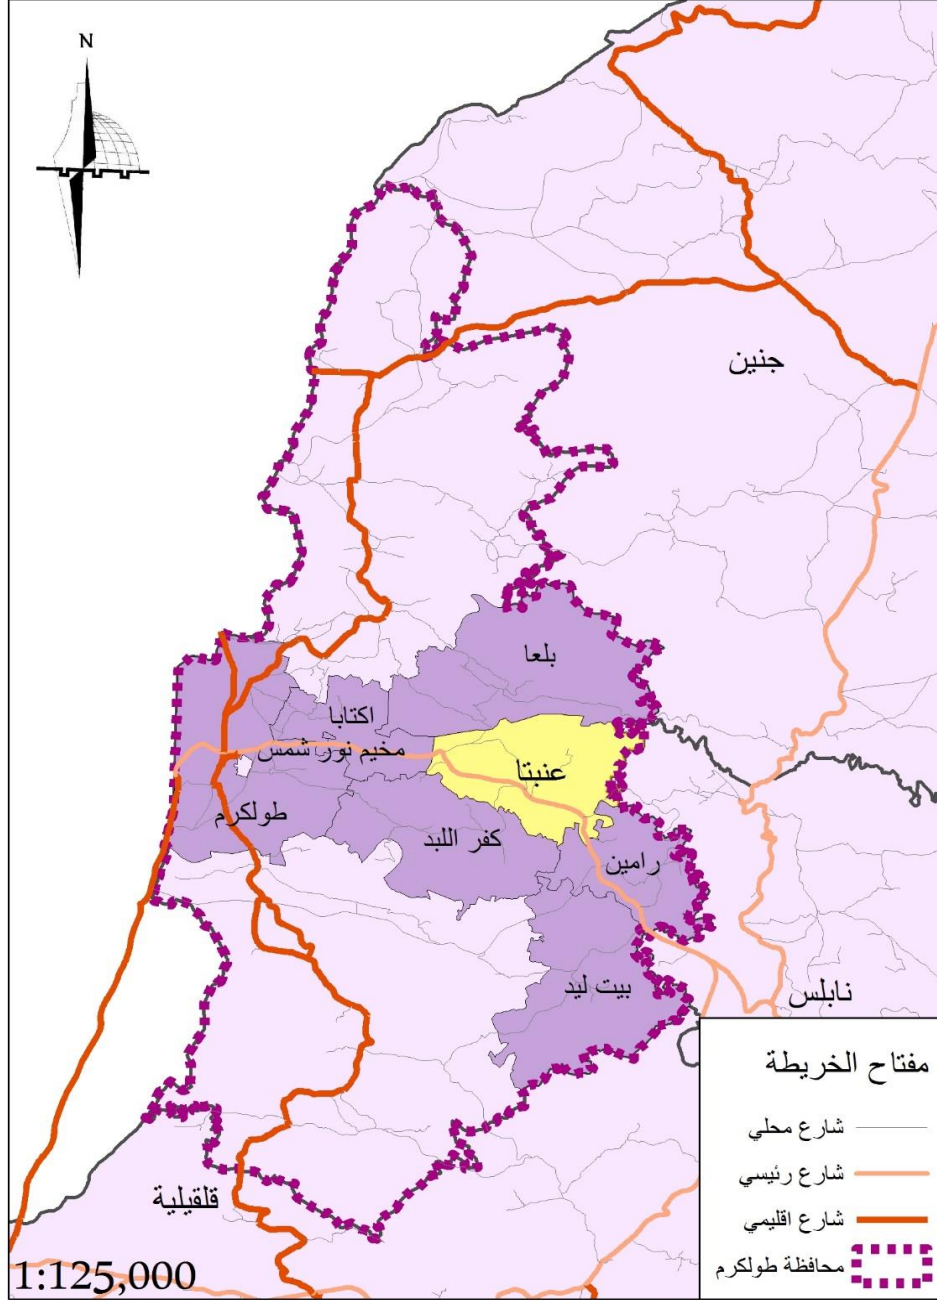 N
جنين
بلعا
اكتابا
مخيم نور شمس
عنبتا
طولكرم
كفر اللبد
رامين
بيت ليد
نابلس
قلقيلية
مفتاح الخريطة
شارع محلي
شارع رئيسي
شارع اقليمي
محافظة طولكرم
1:125,000